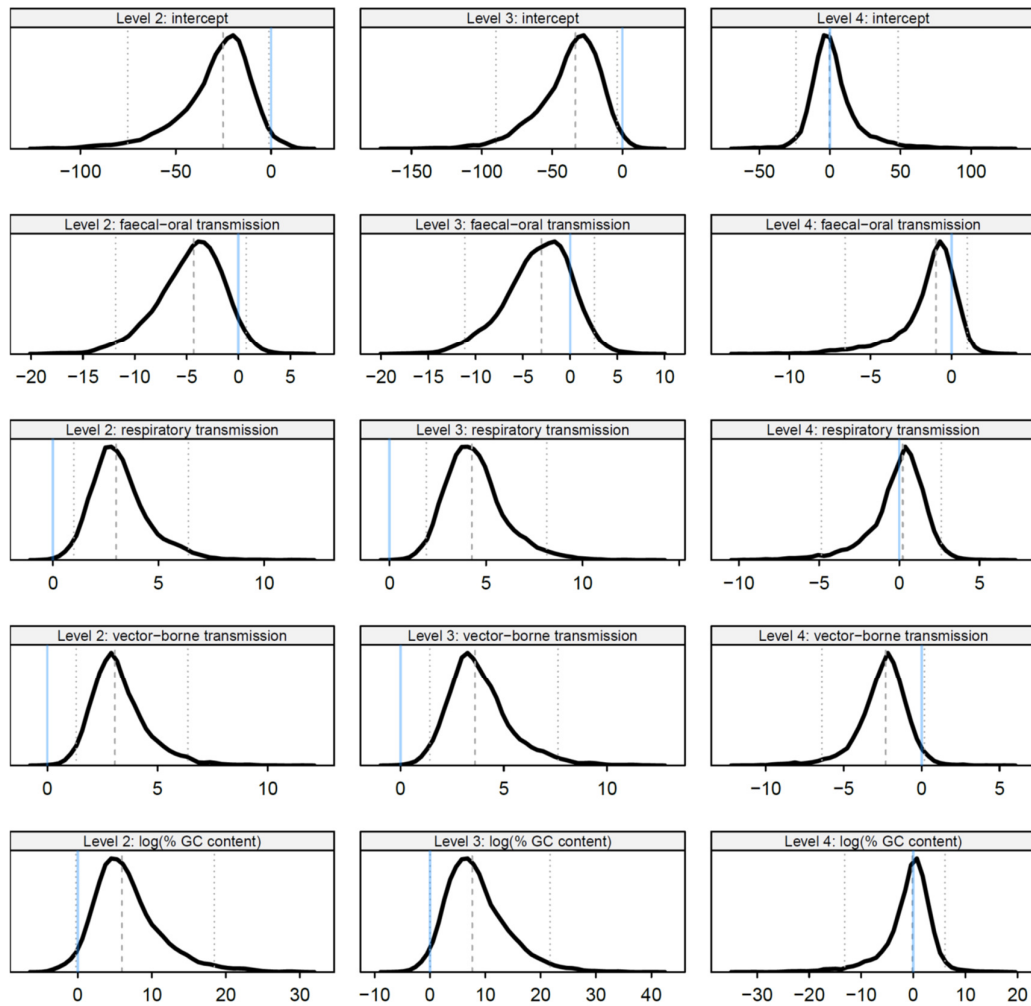 Level 2: intercept
Level 3: intercept
Level 4: intercept
−100 −50 0
−150 −100 −50 0
−50 0 50 100
Level 2: faecal−oral transmission
Level 3: faecal−oral transmission
Level 4: faecal−oral transmission
−20 −15 −10 −5 0 5
−20 −15 −10 −5 0 5 10
−10 −5 0
Level 2: respiratory transmission
Level 3: respiratory transmission
Level 4: respiratory transmission
0 5 10
0 5 10
−10 −5 0 5
Level 2: vector−borne transmission
Level 3: vector−borne transmission
Level 4: vector−borne transmission
0 5 10
0 5 10
−10 −5 0 5
Level 2: log(% GC content)
Level 3: log(% GC content)
Level 4: log(% GC content)
0 10 20 30
−10 0 10 20 30 40
−30 −20 −10 0 10 20